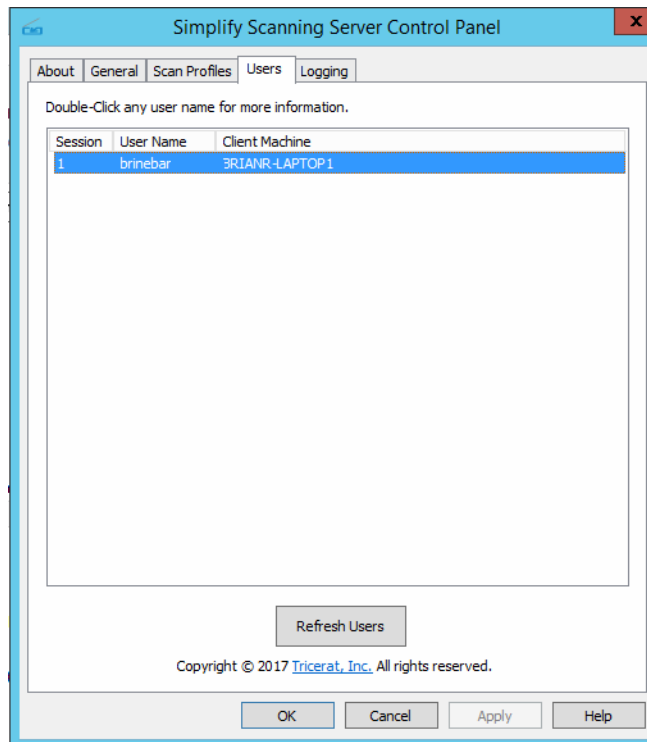 Simplify Scanning Server Control Panel
x
About General Scan Profiles Users Logging
Double-Click any user name for more information.
Session User Name Client Machine
1 brinebar BRIANR-LAPTOP1
Refresh Users
Copyright © 2017 Tricerat, Inc. All rights reserved.
OK Cancel Apply Help